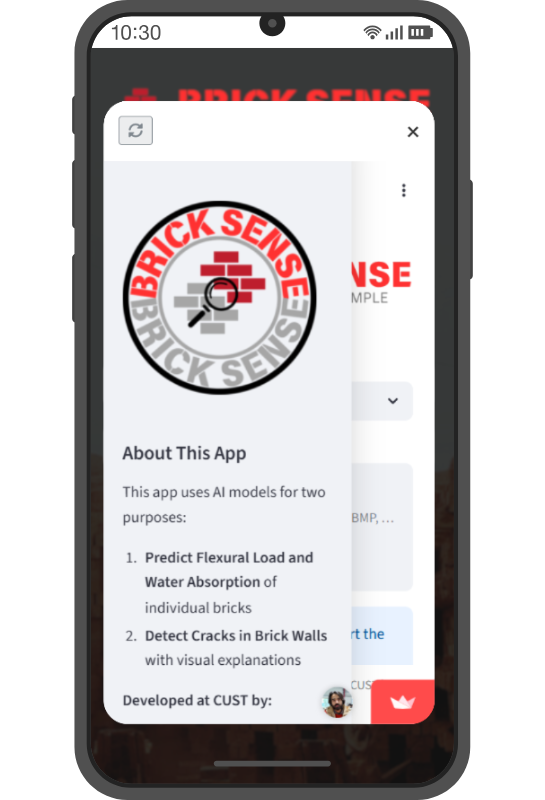 10:30
BRICK SENSE
BRICK SENSE
BRICK SENSE
NSE
MPLE
About This App
This app uses AI models for two
purposes:
BMP, ...
1. Predict Flexural Load and
Water Absorption of
individual bricks
2. Detect Cracks in Brick Walls
rt the
with visual explanations
CUS
Developed at CUST by: